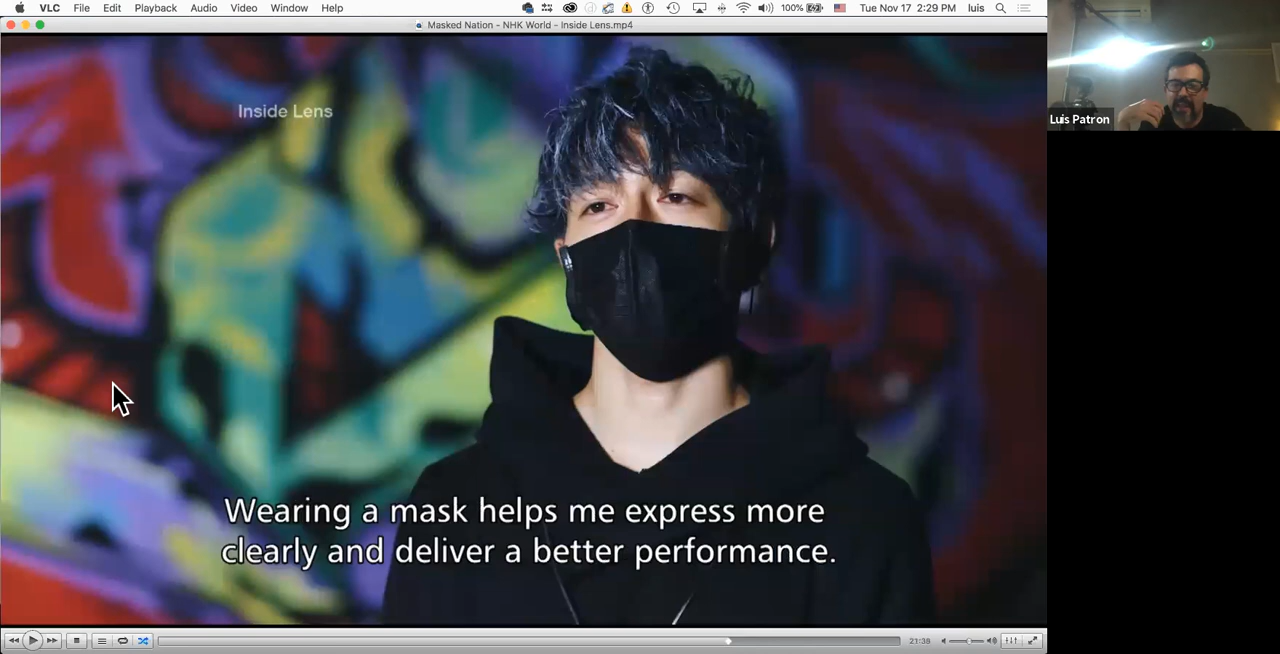 VLC File Edit Playback Audio Video Window Help 100% Tue Nov 17 2:29 PM luis
Masked Nation - NHK World - Inside Lens.mp4
Inside Lens
Luis Patron
Wearing a mask helps me express more
clearly and deliver a better performance.
21:38